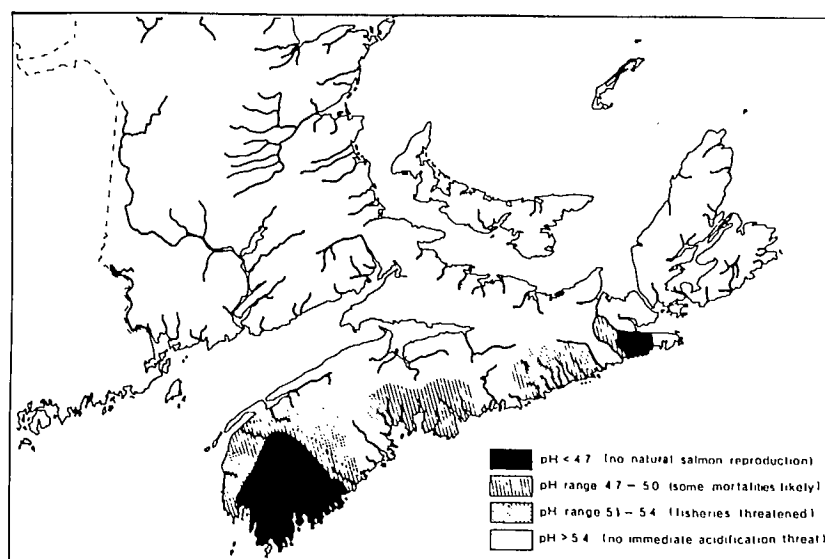 pH < 4.7 (no natural salmon reproduction)
pH range 4.7 – 5.0 (some mortalities likely)
pH range 5.1 – 5.4 (fisheries threatened)
pH > 5.4 (no immediate acidification threat)